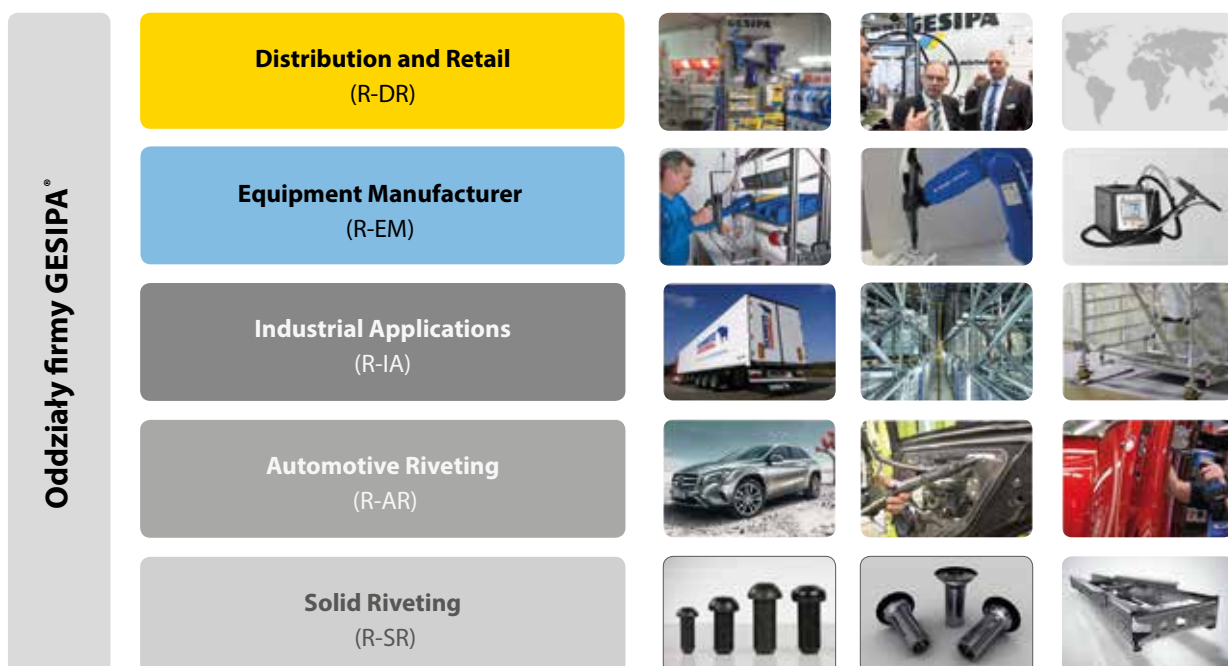 Oddziały firmy GESIPA®
Distribution and Retail
(R-DR)
GESIPA
Equipment Manufacturer
(R-EM)
Industrial Applications
(R-IA)
Automotive Riveting
(R-AR)
Solid Riveting
(R-SR)